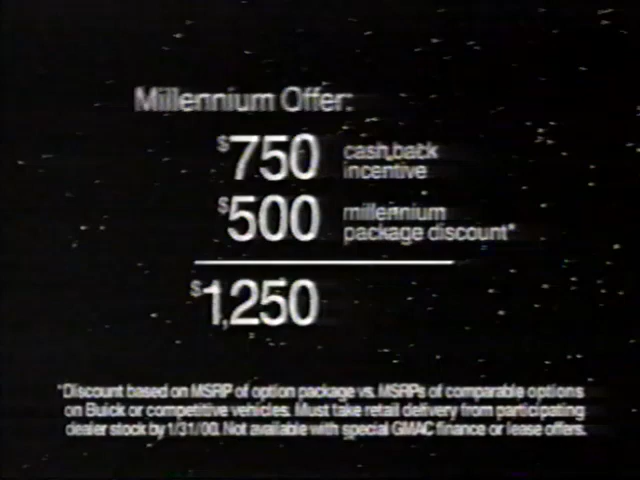 Millennium Offer:
$750 cash back
incentive
$500 millennium
package discount*
$1,250
*Discount based on MSRP of option package vs. MSRPs of comparable options
on Buick or competitive vehicles. Must take retail delivery from participating
dealer stock by 1/31/00. Not available with special GMAC finance or lease offers.